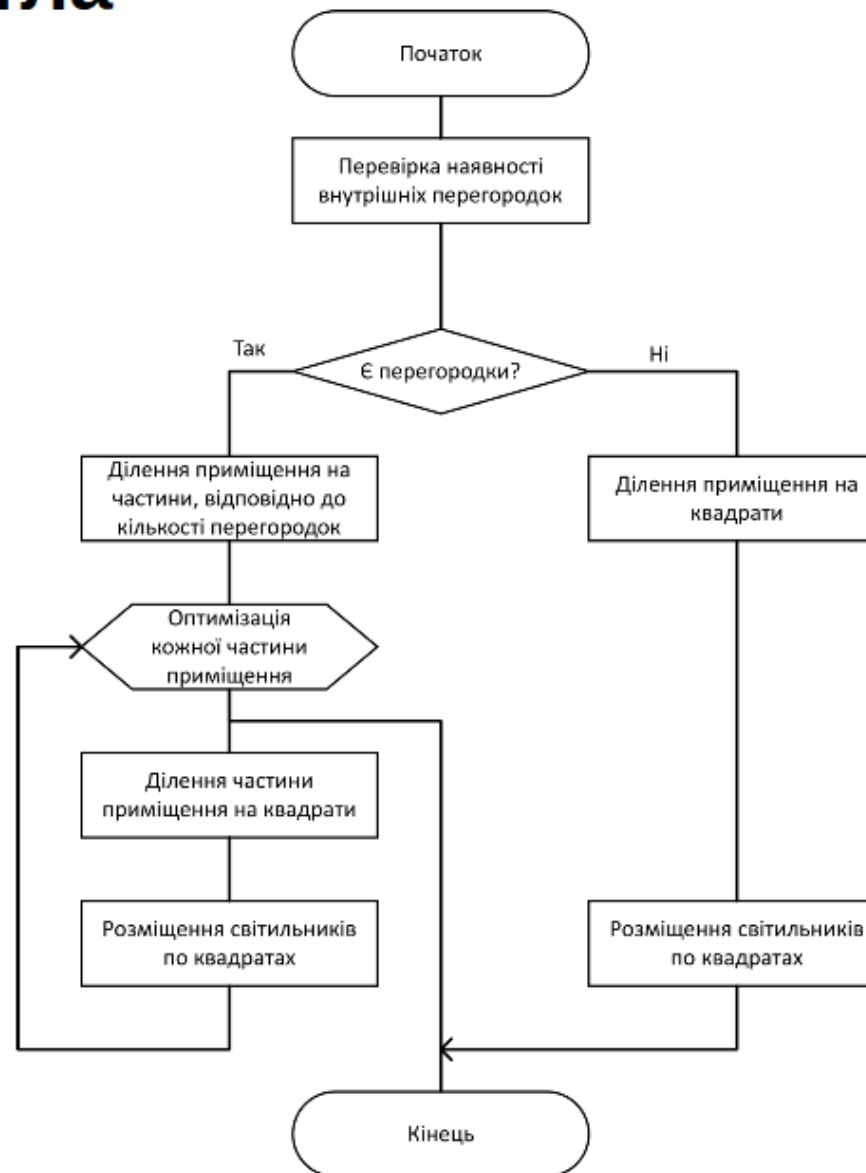 Початок
Перевірка наявності
внутрішніх перегородок
Є перегородки?
Так
Ні
Ділення приміщення на
частини, відповідно до
кількості перегородок
Ділення приміщення на
квадрати
Оптимізація
кожної частини
приміщення
Ділення частини
приміщення на квадрати
Розміщення світильників
по квадратах
Розміщення світильників
по квадратах
Кінець